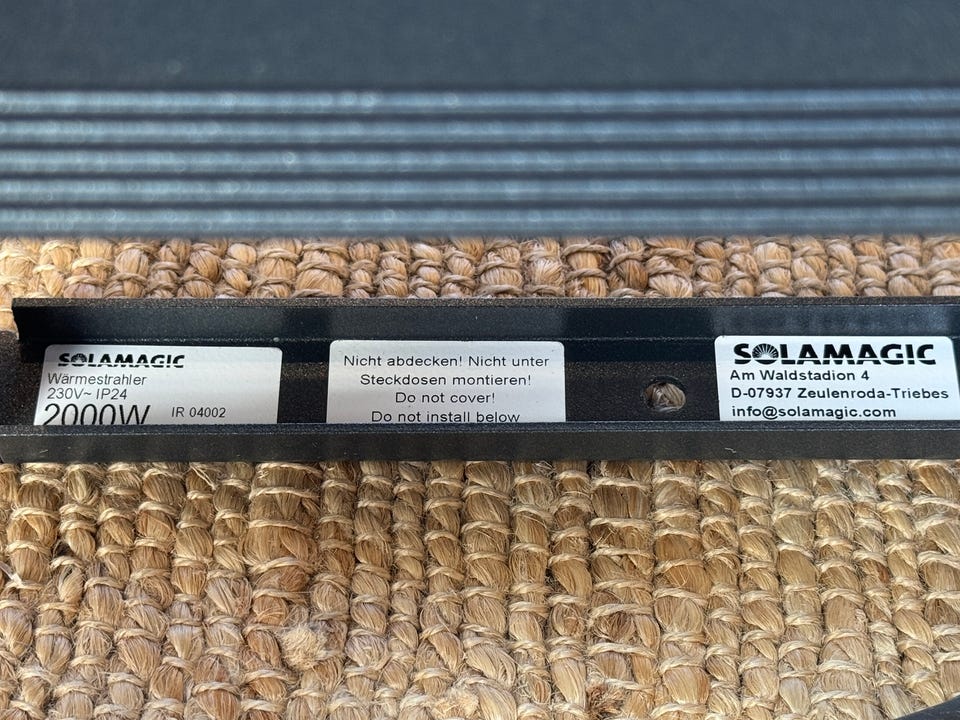 SOLAMAGIC
Wärmestrahler
230V~ IP24
2000W IR 04002
Nicht abdecken! Nicht unter
Steckdosen montieren!
Do not cover!
Do not install below
SOLAMAGIC
Am Waldstadion 4
D-07937 Zeulenroda-Triebes
info@solamagic.com